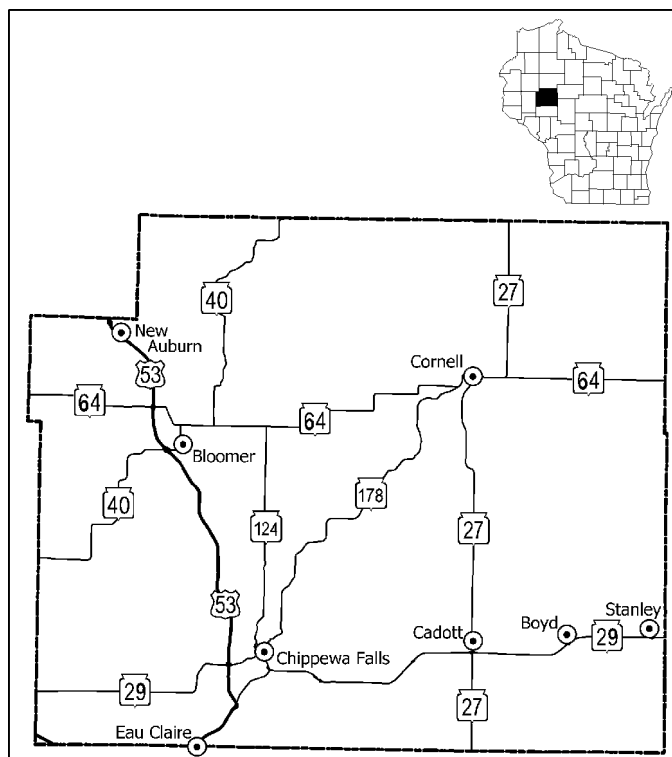 27
40
New
Auburn
53
Cornell
64
64
64
Bloomer
178
40
124
27
53
Stanley
Boyd
Cadott
29
Chippewa Falls
29
27
Eau Claire